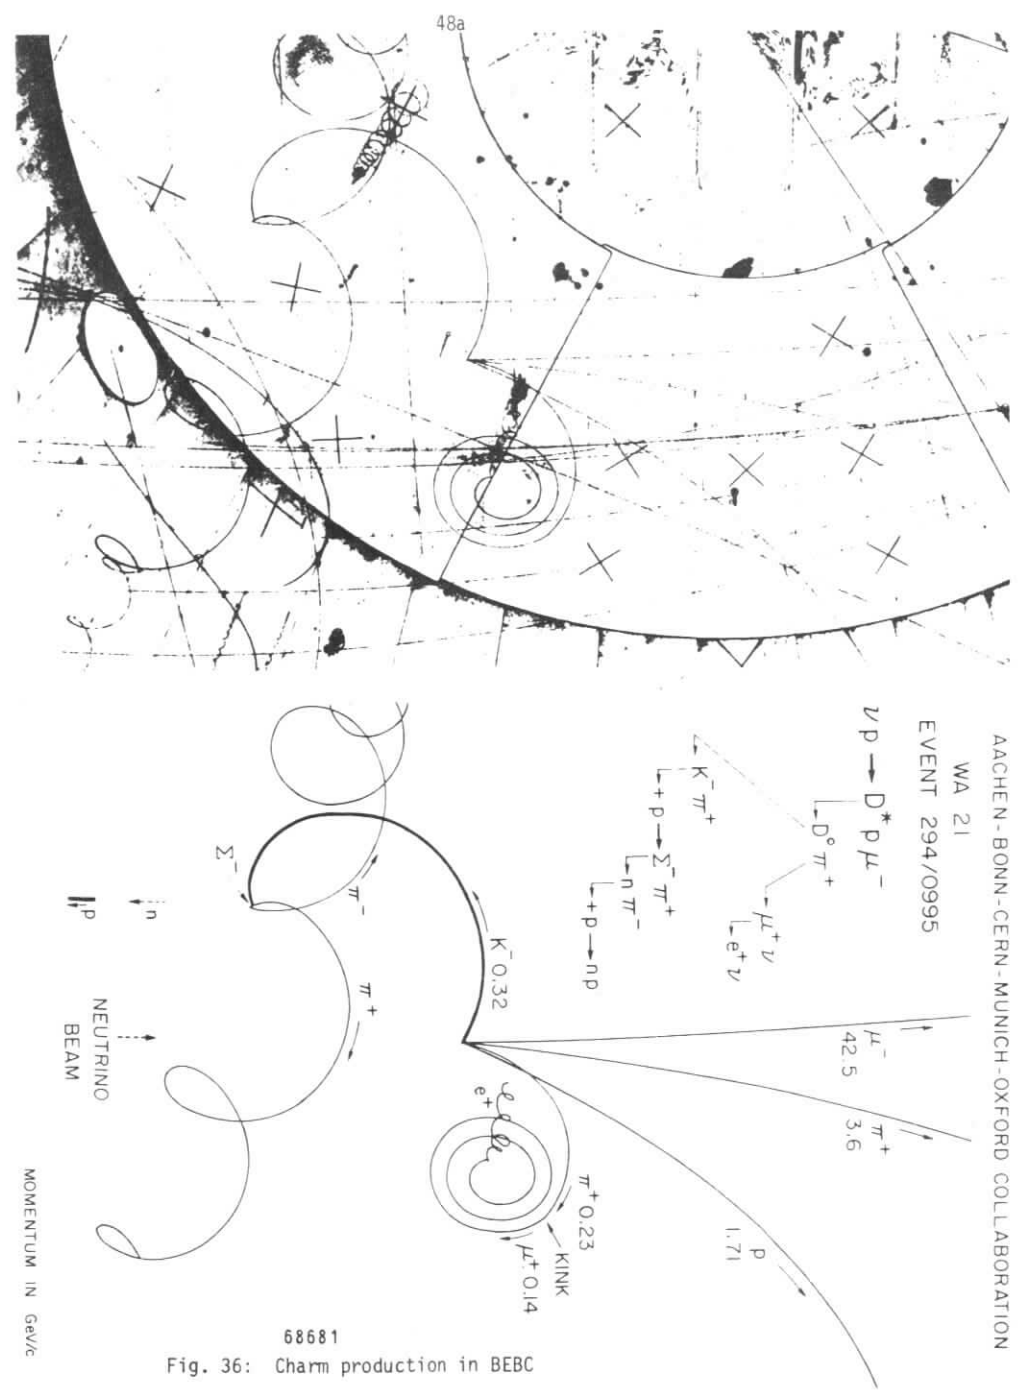 48a
AACHEN-BONN-CERN-MUNICH-OXFORD COLLABORATION
WA 21
EVENT 294/0995
νp → D* p μ⁻
D⁰ π⁺
K⁻ π⁺
μ⁺ ν
e⁺ ν
+ p → Σ⁻ π⁺
n π⁻
+p → np
Σ⁻
π⁻
K⁻ 0.32
π⁺
n
p
NEUTRINO
BEAM
μ⁻
42.5
π⁺
3.6
e⁺
π⁺ 0.23
KINK
μ⁺ 0.14
p
1.71
MOMENTUM IN GeV/c
68681
Fig. 36: Charm production in BEBC